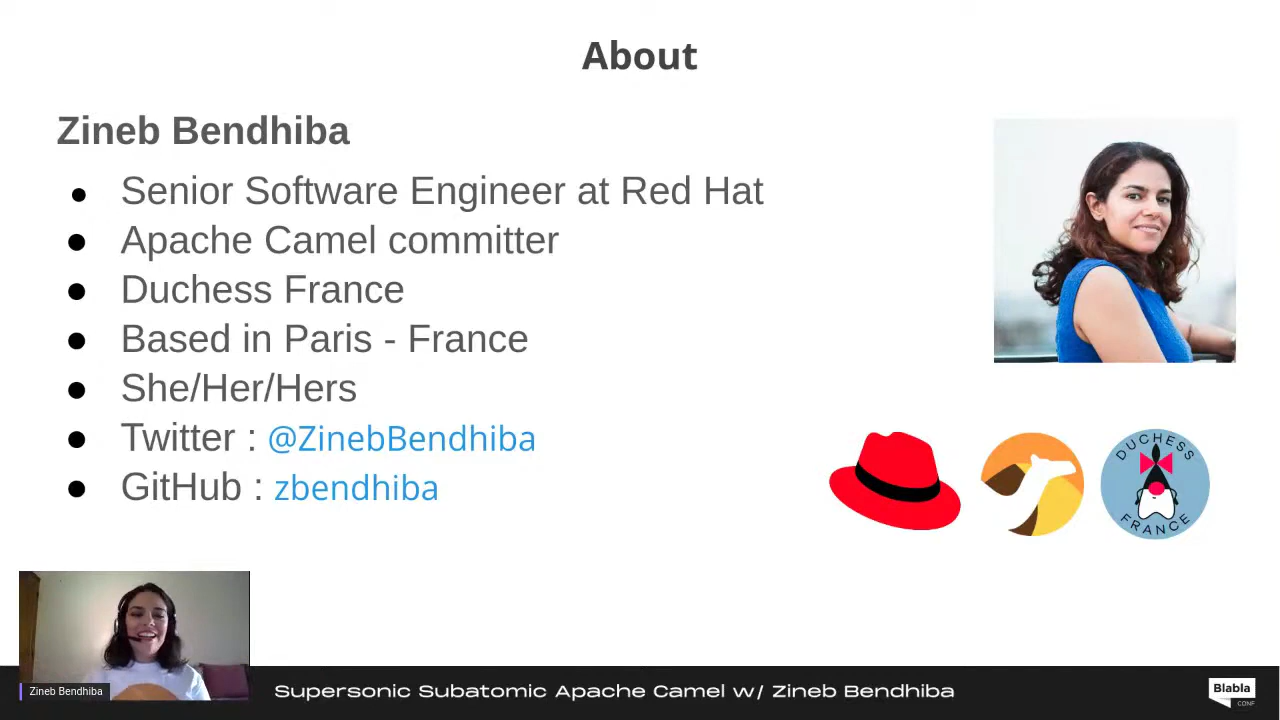 About
Zineb Bendhiba
Senior Software Engineer at Red Hat
Apache Camel committer
Duchess France
Based in Paris - France
She/Her/Hers
Twitter : @ZinebBendhiba
GitHub : zbendhiba
DUCHESS
FRANCE
Zineb Bendhiba
Supersonic Subatomic Apache Camel w/ Zineb Bendhiba
Blabla
CONF